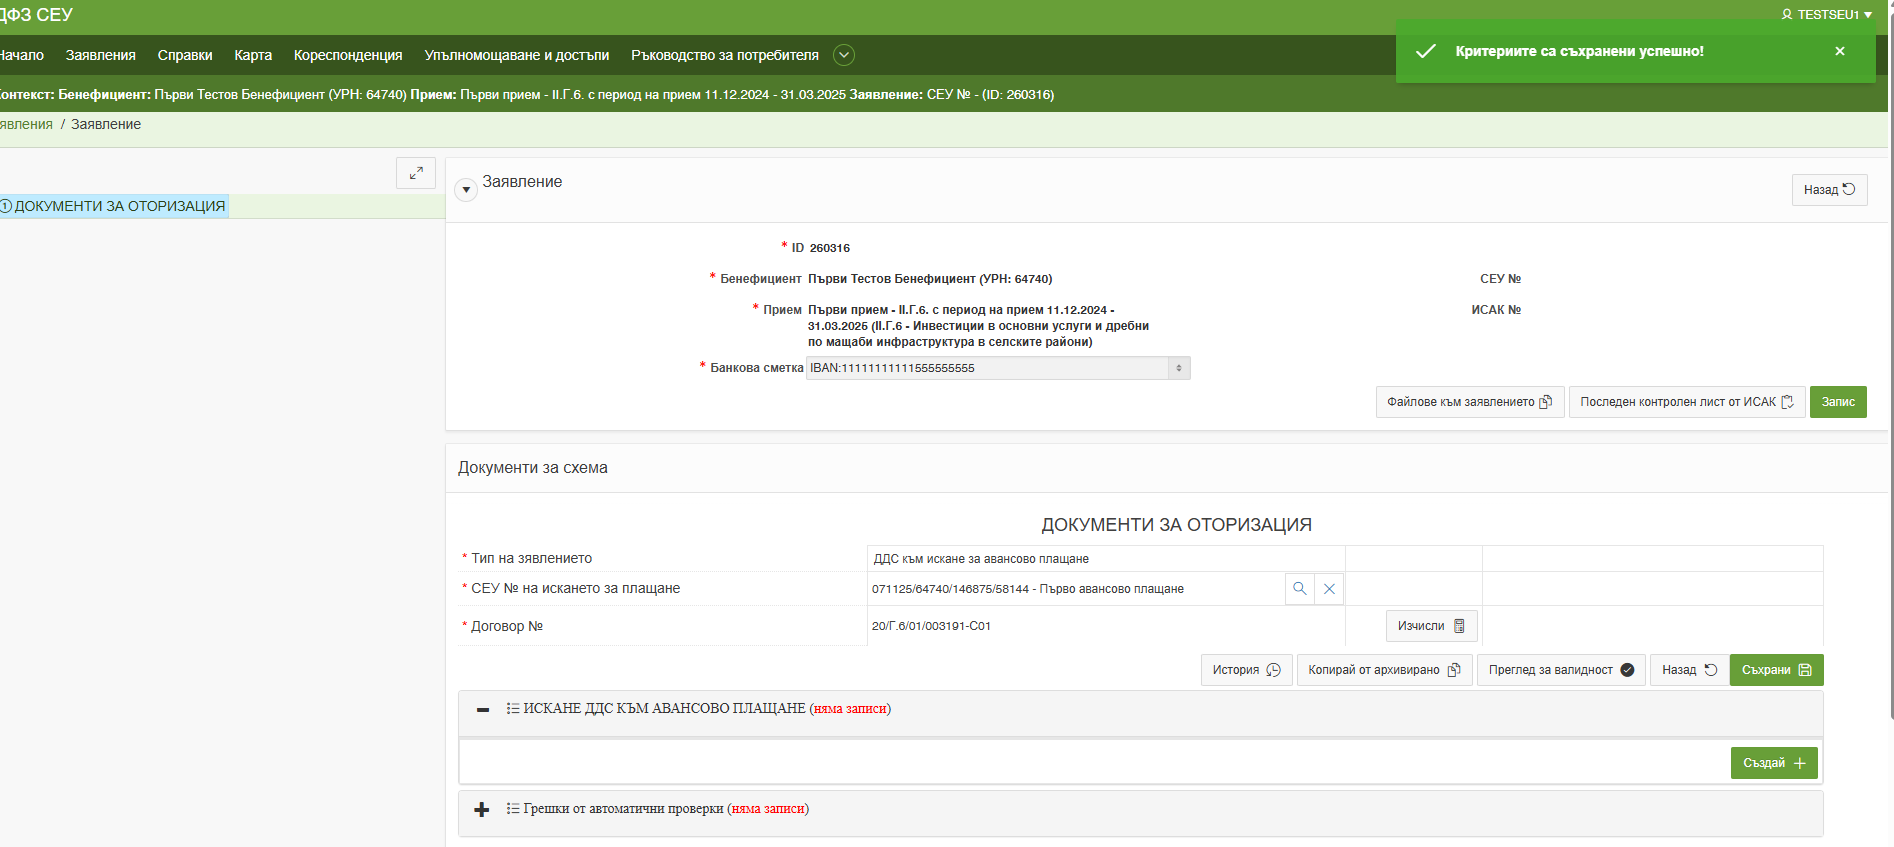 ДФЗ СЕУ
TESTSEU1
Начало Заявления Справки Карта Кореспонденция Упълномощаване и достъпи Ръководство за потребителя
Критериите са съхранени успешно!
Контекст: Бенефициент: Първи Тестов Бенефициент (УРН: 64740) Прием: Първи прием - II.Г.6. с период на прием 11.12.2024 - 31.03.2025 Заявление: СЕУ № - (ID: 260316)
явления / Заявление
1 ДОКУМЕНТИ ЗА ОТОРИЗАЦИЯ
Заявление
Назад
* ID 260316
* Бенефициент Първи Тестов Бенефициент (УРН: 64740)
СЕУ №
* Прием Първи прием - II.Г.6. с период на прием 11.12.2024 -
31.03.2025 (II.Г.6 - Инвестиции в основни услуги и дребни
по мащаби инфраструктура в селските райони)
ИСАК №
* Банкова сметка IBAN:11111111111555555555
Файлове към заявлението Последен контролен лист от ИСАК Запис
Документи за схема
ДОКУМЕНТИ ЗА ОТОРИЗАЦИЯ
* Тип на зявлението ДДС към искане за авансово плащане
* СЕУ № на искането за плащане 071125/64740/146875/58144 - Първо авансово плащане
* Договор № 20/Г.6/01/003191-С01 Изчисли
История Копирай от архивирано Преглед за валидност Назад Съхрани
ИСКАНЕ ДДС КЪМ АВАНСОВО ПЛАЩАНЕ (няма записи)
Създай
Грешки от автоматични проверки (няма записи)